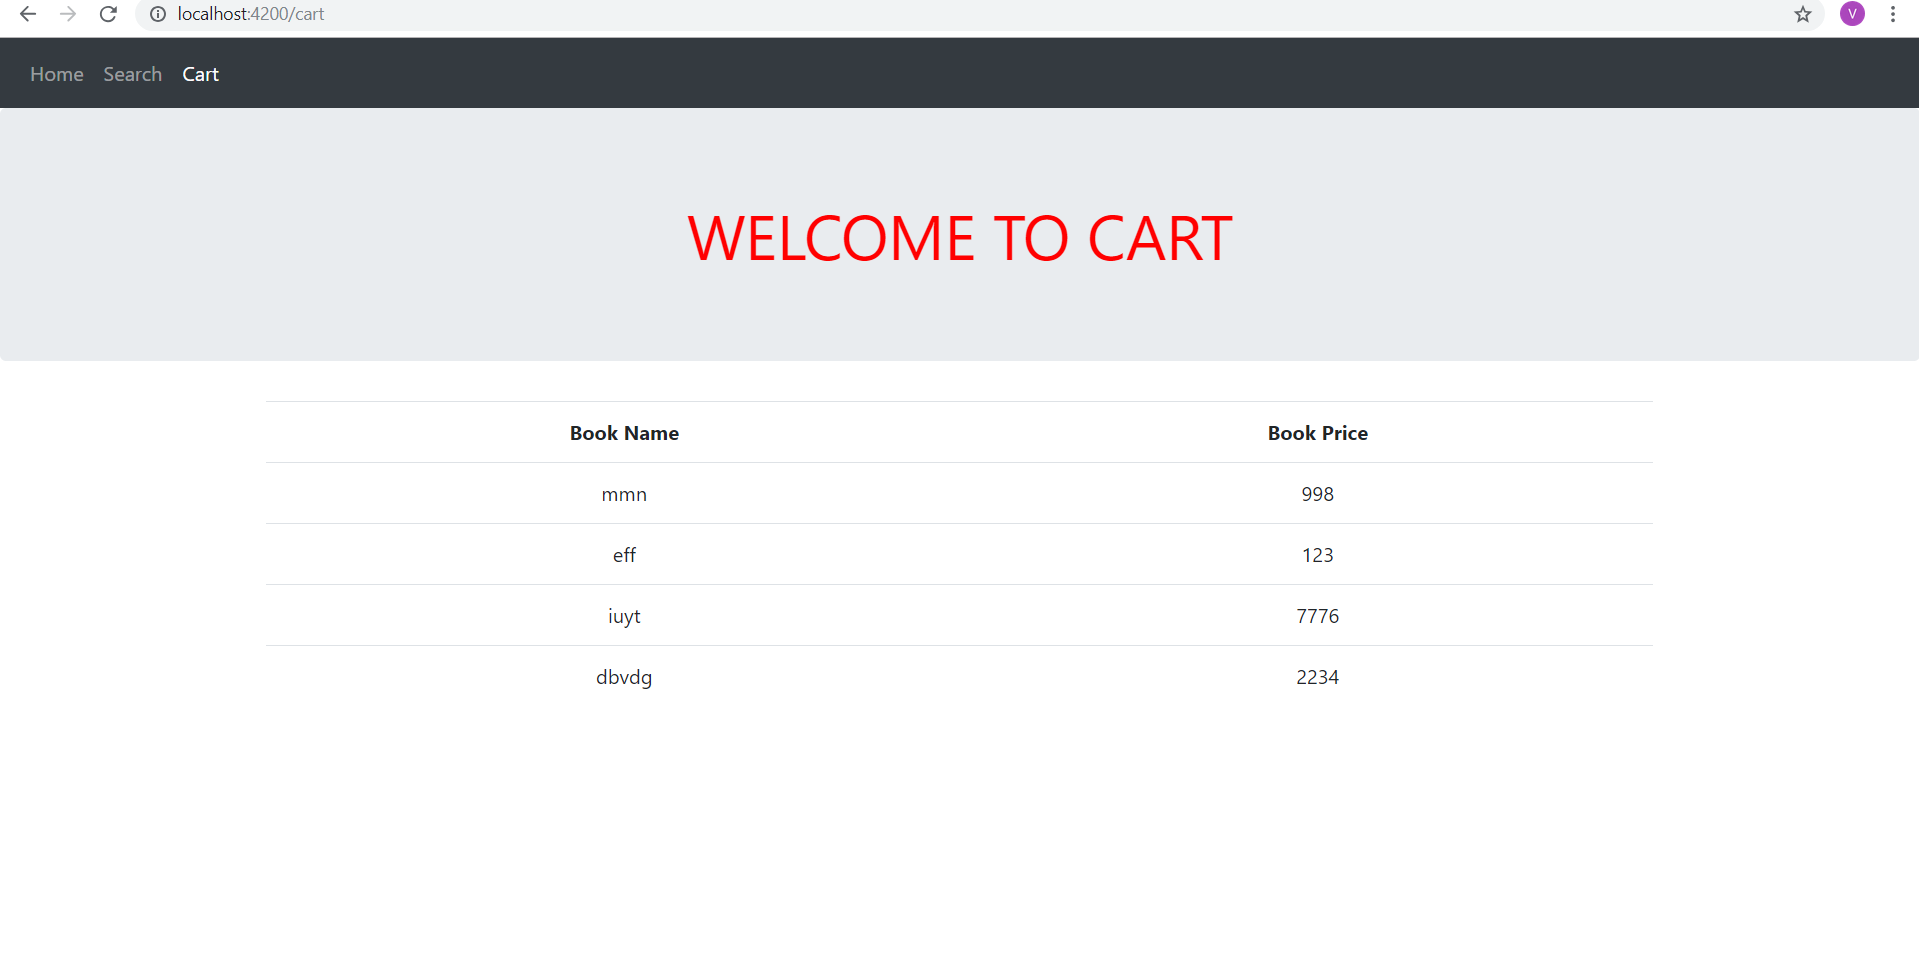 localhost:4200/cart
V
Home Search Cart
WELCOME TO CART
Book Name Book Price
mmn 998
eff 123
iuyt 7776
dbvdg 2234